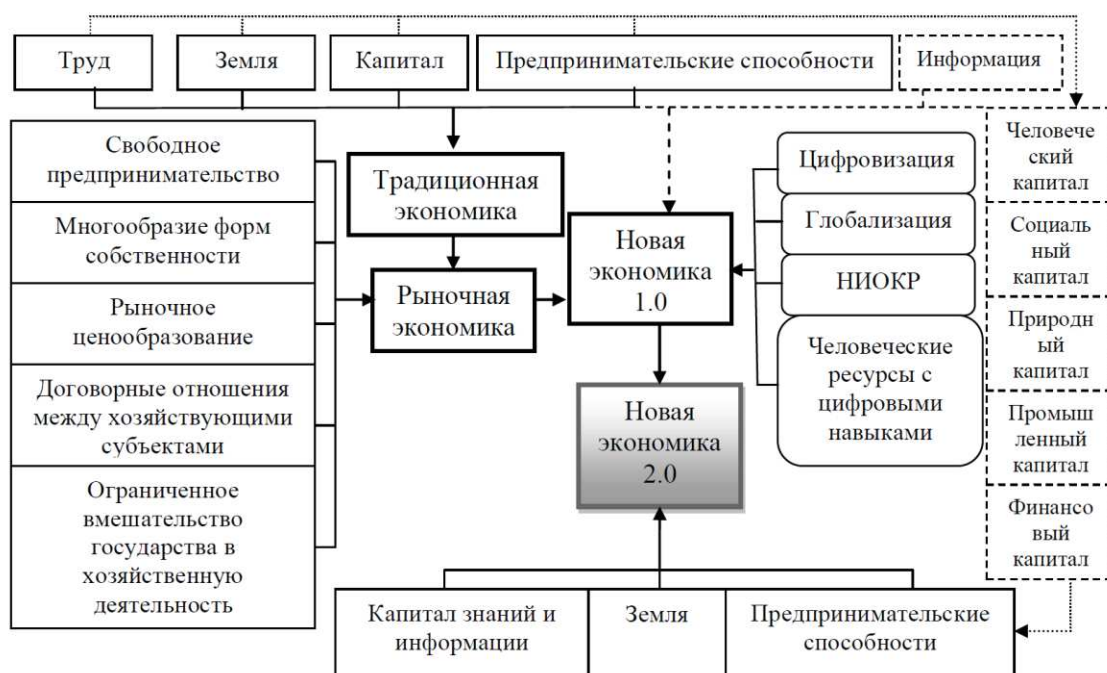 Труд
Земля
Капитал
Предпринимательские способности
Информация
Свободное
предпринимательство
Многообразие форм
собственности
Рыночное
ценообразование
Договорные отношения
между хозяйствующими
субъектами
Ограниченное
вмешательство
государства в
хозяйственную
деятельность
Традиционная
экономика
Рыночная
экономика
Новая
экономика
1.0
Новая
экономика
2.0
Цифровизация
Глобализация
НИОКР
Человеческие
ресурсы с
цифровыми
навыками
Человече
ский
капитал
Социаль
ный
капитал
Природн
ый
капитал
Промыш
ленный
капитал
Финансо
вый
капитал
Капитал знаний и
информации
Земля
Предпринимательские
способности